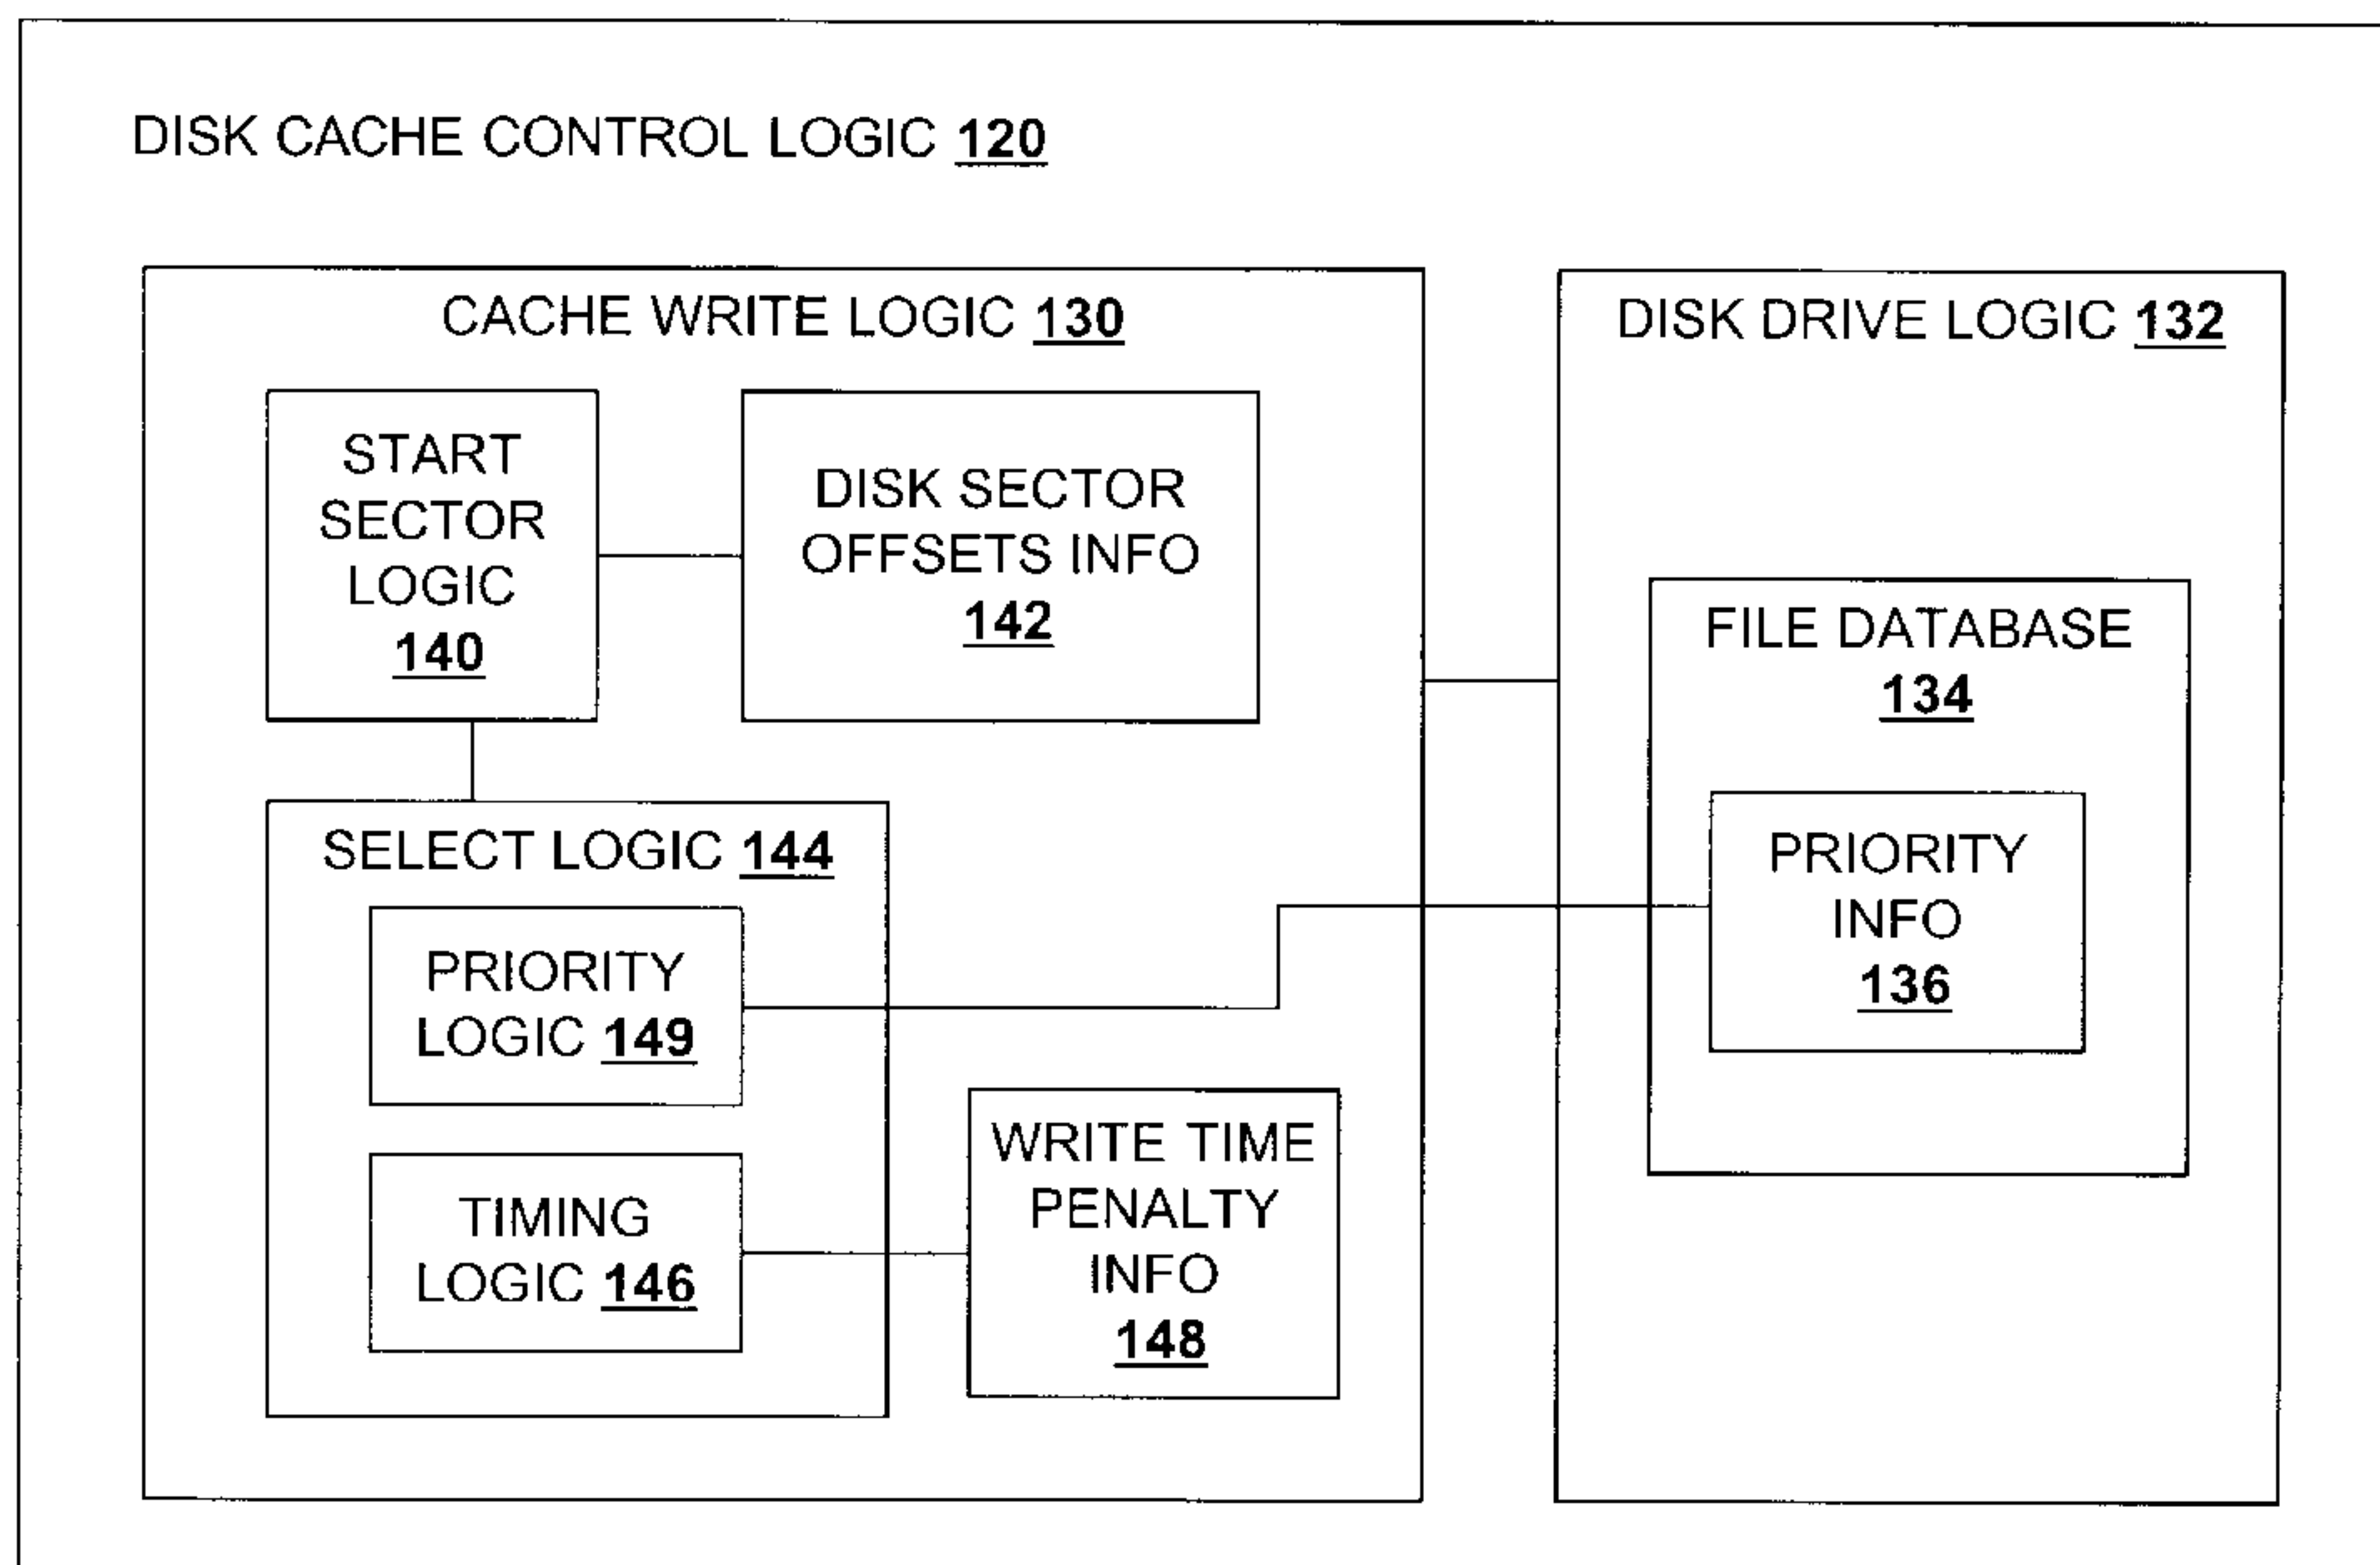 DISK CACHE CONTROL LOGIC 120
CACHE WRITE LOGIC 130
START
SECTOR
LOGIC
140
DISK SECTOR
OFFSETS INFO
142
SELECT LOGIC 144
PRIORITY
LOGIC 149
TIMING
LOGIC 146
WRITE TIME
PENALTY
INFO
148
DISK DRIVE LOGIC 132
FILE DATABASE
134
PRIORITY
INFO
136